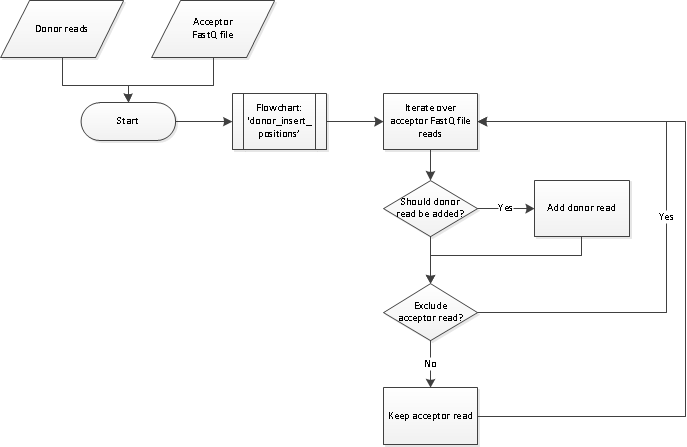 Donor reads
Acceptor
FastQ file
Start
Flowchart:
'donor_insert_
positions'
Iterate over
acceptor FastQ file
reads
Should donor
read be added?
Yes
Add donor read
Yes
Exclude
acceptor read?
No
Keep acceptor read